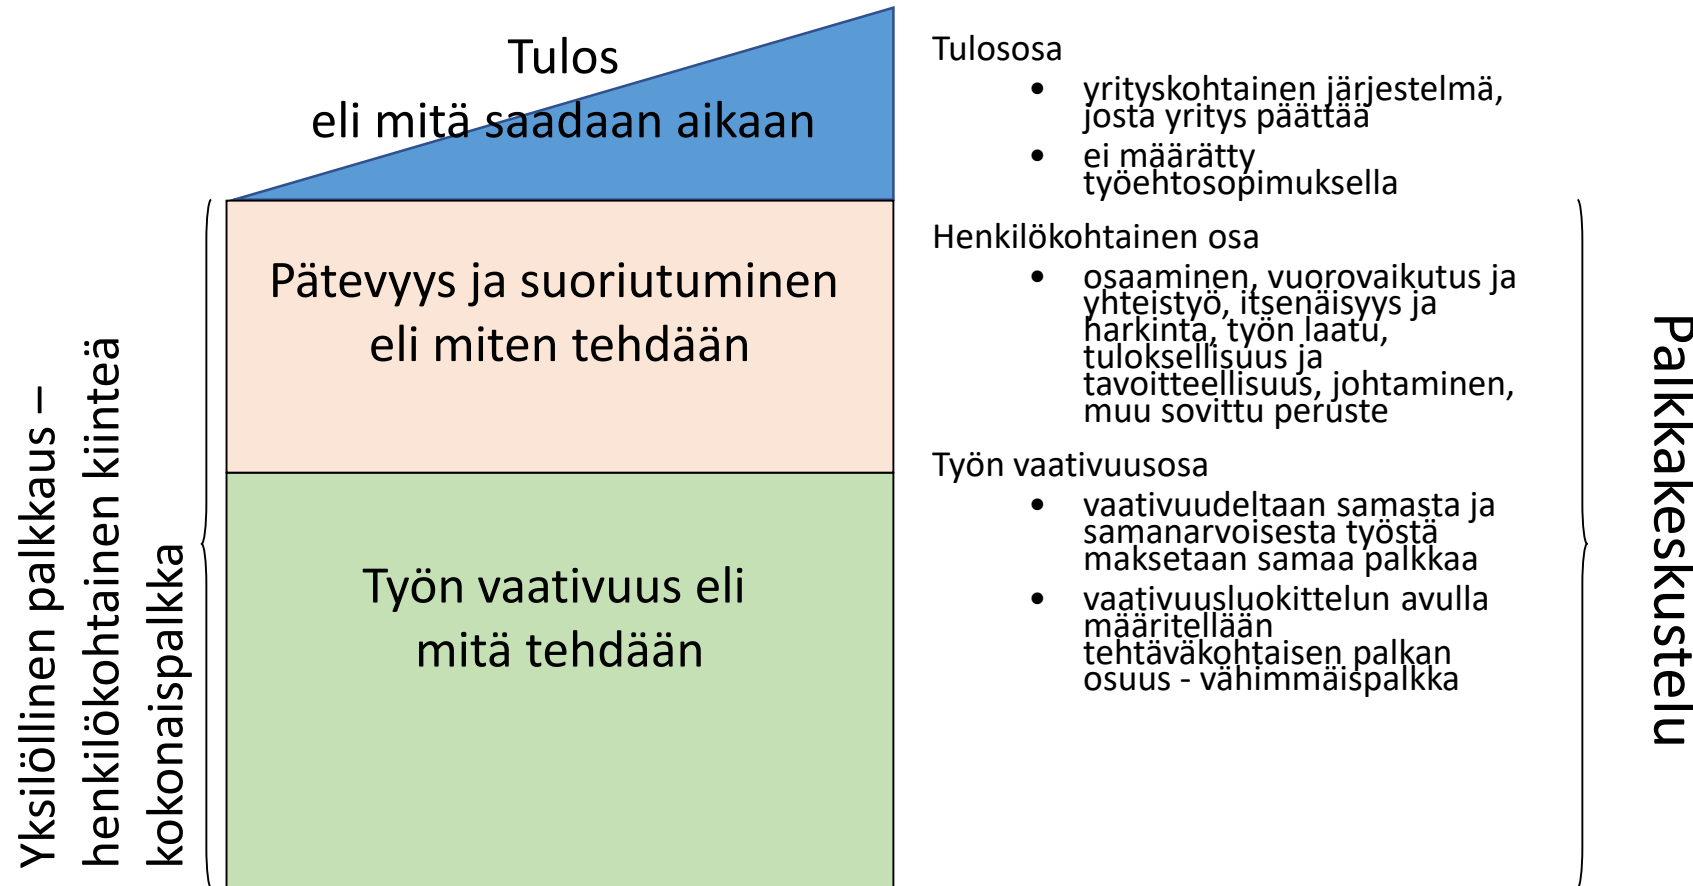 Tulos
eli mitä saadaan aikaan
Pätevyys ja suoriutuminen
eli miten tehdään
Työn vaativuus eli
mitä tehdään
Yksilöllinen palkkaus –
henkilökohtainen kiinteä
kokonaispalkka
Tulososa
• yrityskohtainen järjestelmä,
josta yritys päättää
• ei määrätty
työehtosopimuksella
Henkilökohtainen osa
• osaaminen, vuorovaikutus ja
yhteistyö, itsenäisyys ja
harkinta, työn laatu,
tuloksellisuus ja
tavoitteellisuus, johtaminen,
muu sovittu peruste
Työn vaativuusosa
• vaativuudeltaan samasta ja
samanarvoisesta työstä
maksetaan samaa palkkaa
• vaativuusluokittelun avulla
määritellään
tehtäväkohtaisen palkan
osuus - vähimmäispalkka
Palkkakeskustelu